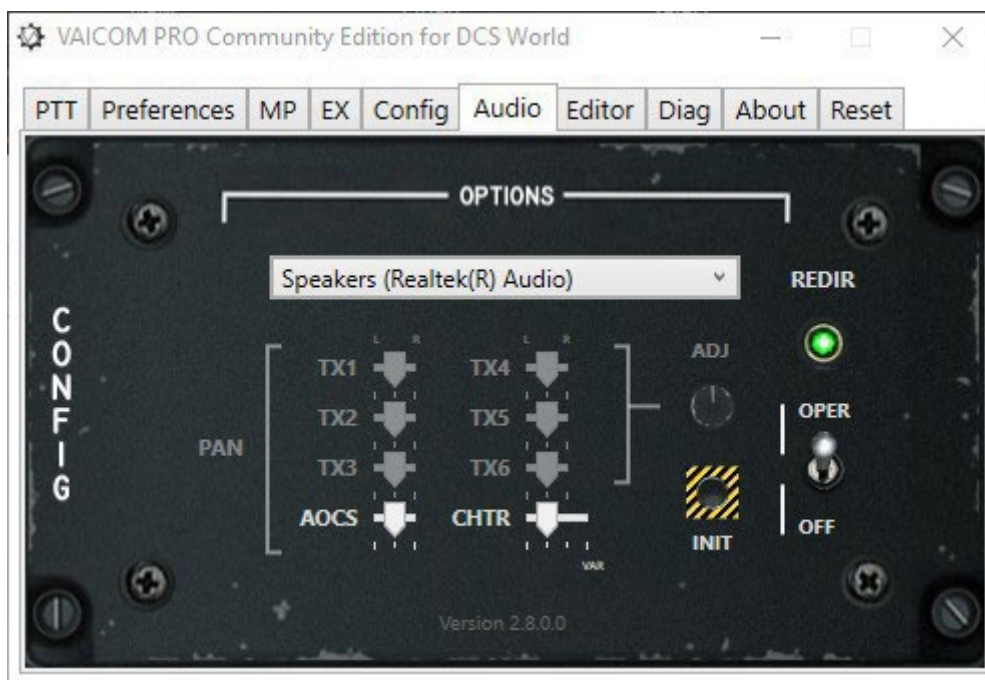 VAICOM PRO Community Edition for DCS World
PTT Preferences MP EX Config Audio Editor Diag About Reset
OPTIONS
Speakers (Realtek(R) Audio)
REDIR
CONFIG
L R L R
ADJ
TX1 TX4
OPER
TX2 TX5
PAN
TX3 TX6
AOCS CHTR
OFF
INIT
VAR
Version 2.8.0.0